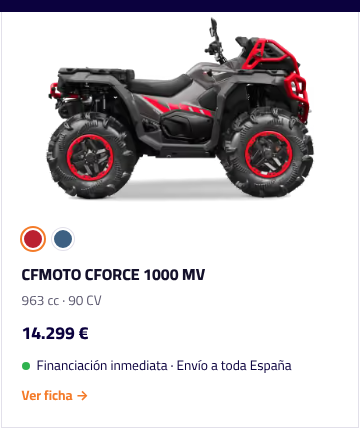 CFMOTO CFORCE 1000 MV
963 cc · 90 CV
14.299 €
Financiación inmediata · Envío a toda España
Ver ficha →